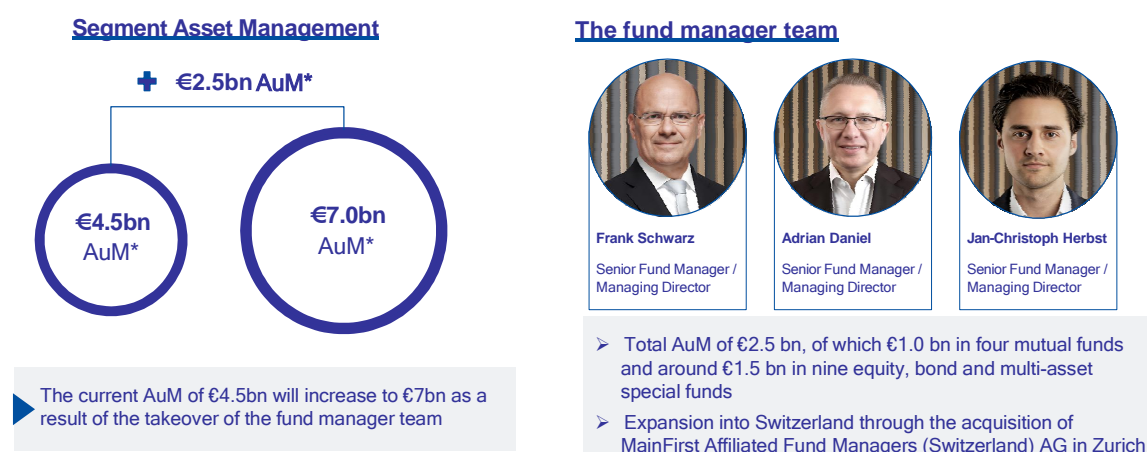 Segment Asset Management
+ €2.5bn AuM*
€4.5bn
AuM*
€7.0bn
AuM*
The current AuM of €4.5bn will increase to €7bn as a
result of the takeover of the fund manager team
The fund manager team
Frank Schwarz
Senior Fund Manager /
Managing Director
Adrian Daniel
Senior Fund Manager /
Managing Director
Jan-Christoph Herbst
Senior Fund Manager /
Managing Director
➢ Total AuM of €2.5 bn, of which €1.0 bn in four mutual funds
and around €1.5 bn in nine equity, bond and multi-asset
special funds
➢ Expansion into Switzerland through the acquisition of
MainFirst Affiliated Fund Managers (Switzerland) AG in Zurich